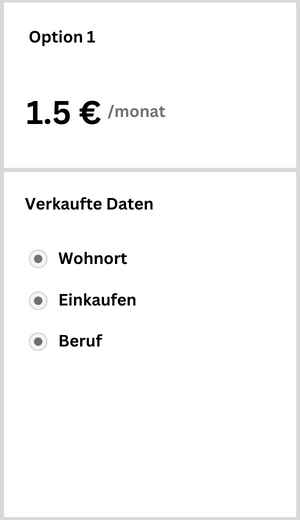 Option 1
1.5 € /monat
Verkaufte Daten
Wohnort
Einkaufen
Beruf